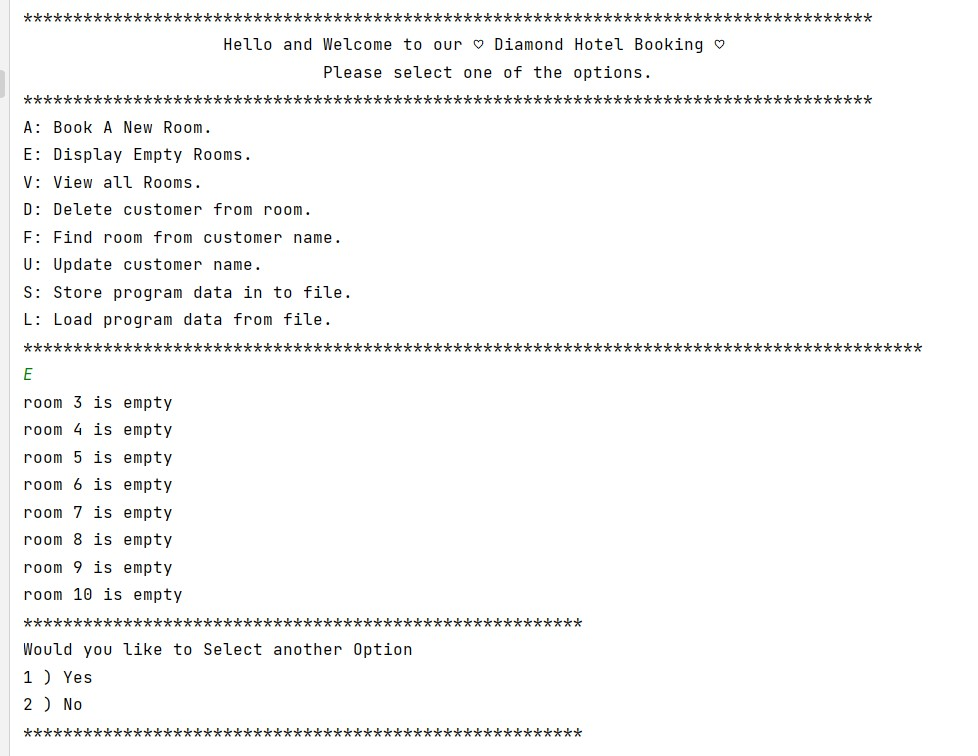 *************************************************************************************
Hello and Welcome to our ♡ Diamond Hotel Booking ♡
Please select one of the options.
*************************************************************************************
A: Book A New Room.
E: Display Empty Rooms.
V: View all Rooms.
D: Delete customer from room.
F: Find room from customer name.
U: Update customer name.
S: Store program data in to file.
L: Load program data from file.
******************************************************************************************
E
room 3 is empty
room 4 is empty
room 5 is empty
room 6 is empty
room 7 is empty
room 8 is empty
room 9 is empty
room 10 is empty
********************************************************
Would you like to Select another Option
1 ) Yes
2 ) No
********************************************************